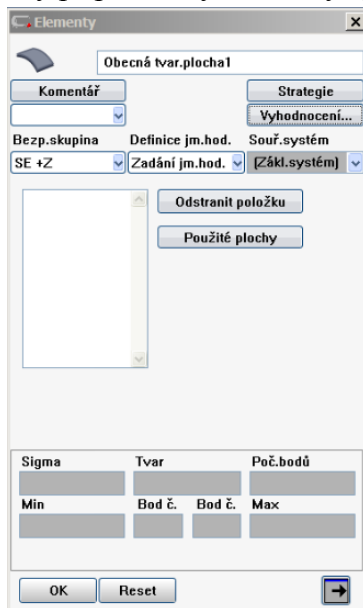 Elementy
Obecná tvar.plocha1
Komentář Strategie
Vyhodnocení...
Bezp.skupina Definice jm.hod. Souř.systém
SE +Z Zadání jm.hod. (Zákl.systém)
Odstranit položku
Použité plochy
Sigma Tvar Poč.bodů
Min Bod č. Bod č. Max
OK Reset